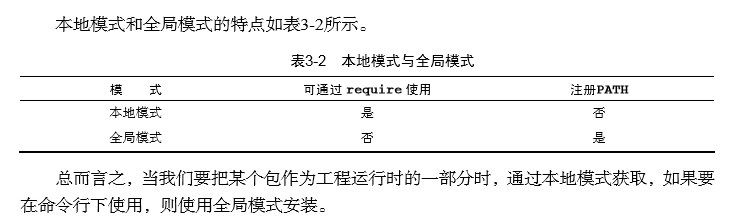 本地模式和全局模式的特点如表3-2所示。
表3-2 本地模式与全局模式
模 式 可通过 require 使用 注册PATH
本地模式 是 否
全局模式 否 是
总而言之，当我们要把某个包作为工程运行时的一部分时，通过本地模式获取，如果要
在命令行下使用，则使用全局模式安装。